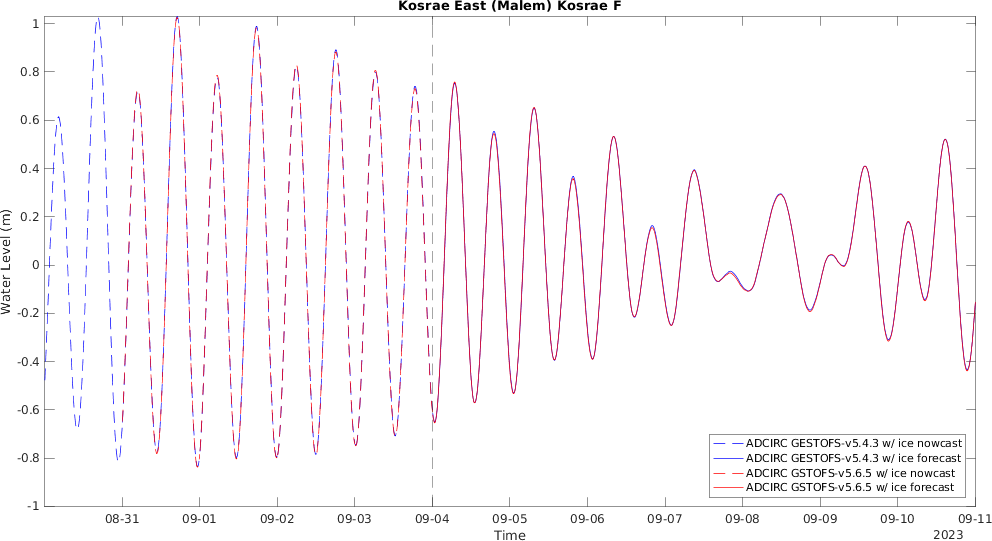 Kosrae East (Malem) Kosrae F
Water Level (m)
1
0.8
0.6
0.4
0.2
0
-0.2
-0.4
-0.6
-0.8
-1
08-31 09-01 09-02 09-03 09-04 09-05 09-06 09-07 09-08 09-09 09-10 09-11
Time
2023
ADCIRC GESTOFS-v5.4.3 w/ ice nowcast
ADCIRC GESTOFS-v5.4.3 w/ ice forecast
ADCIRC GSTOFS-v5.6.5 w/ ice nowcast
ADCIRC GSTOFS-v5.6.5 w/ ice forecast